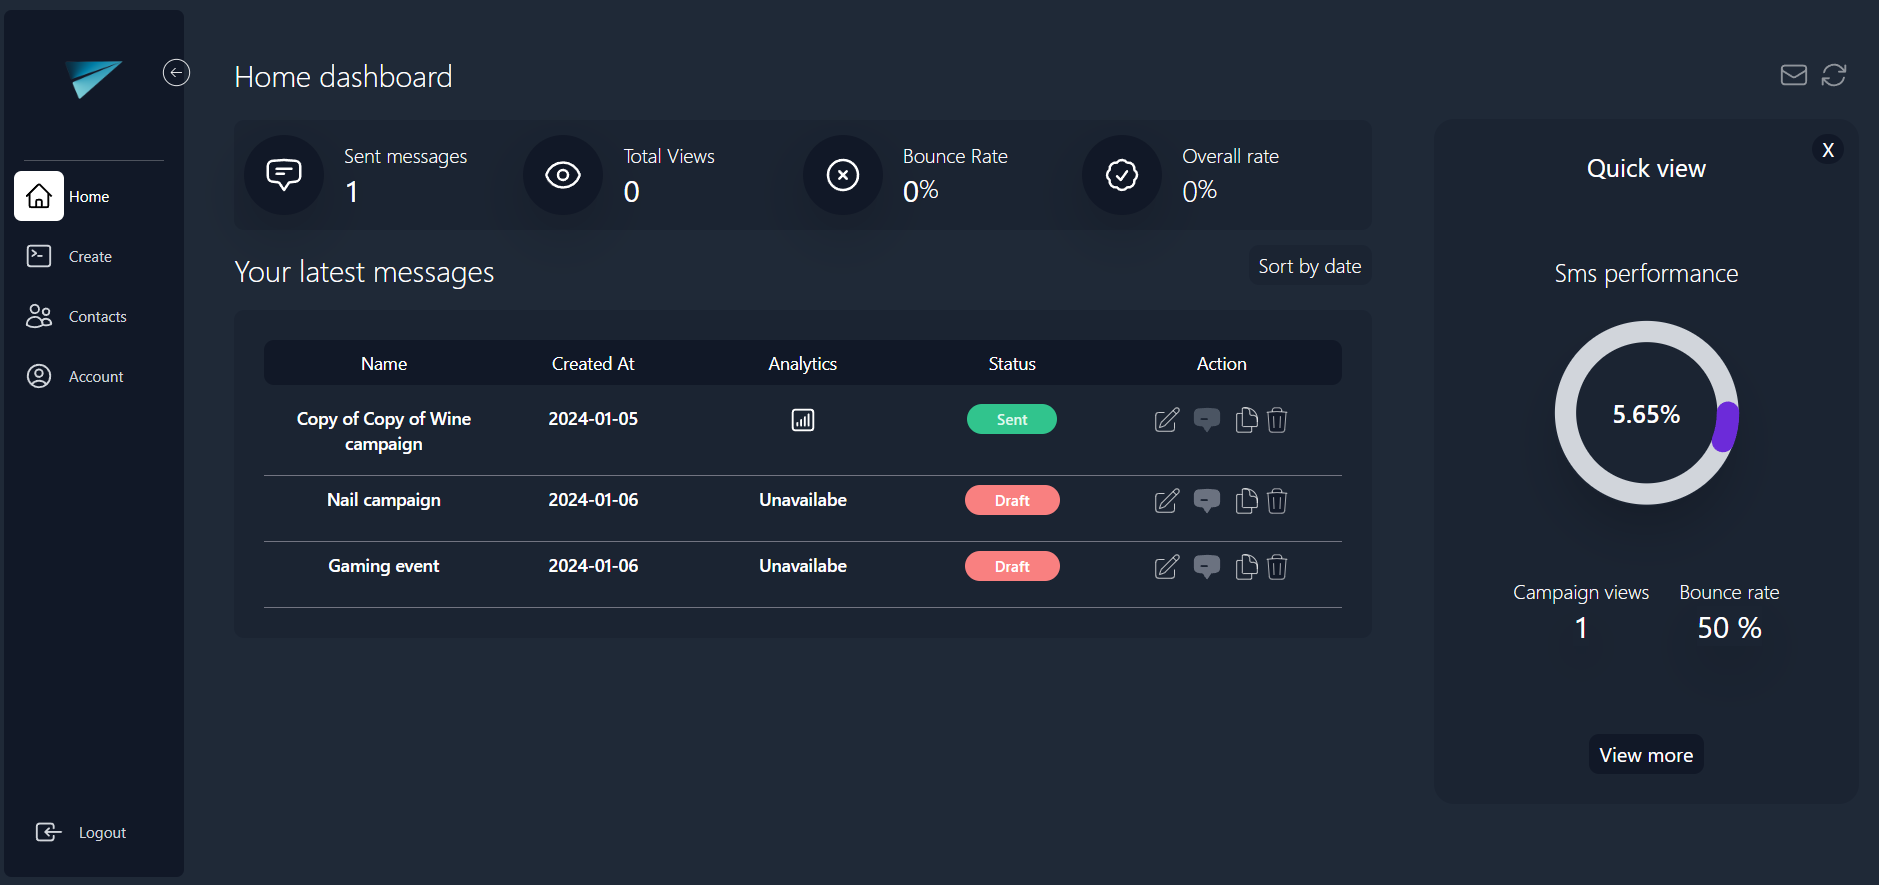 Home dashboard
Home
Create
Contacts
Account
Logout
Sent messages
1
Total Views
0
Bounce Rate
0%
Overall rate
0%
Your latest messages
Sort by date
Name Created At Analytics Status Action
Copy of Copy of Wine
campaign
2024-01-05 Sent
Nail campaign 2024-01-06 Unavailabe Draft
Gaming event 2024-01-06 Unavailabe Draft
X
Quick view
Sms performance
5.65%
Campaign views
1
Bounce rate
50 %
View more